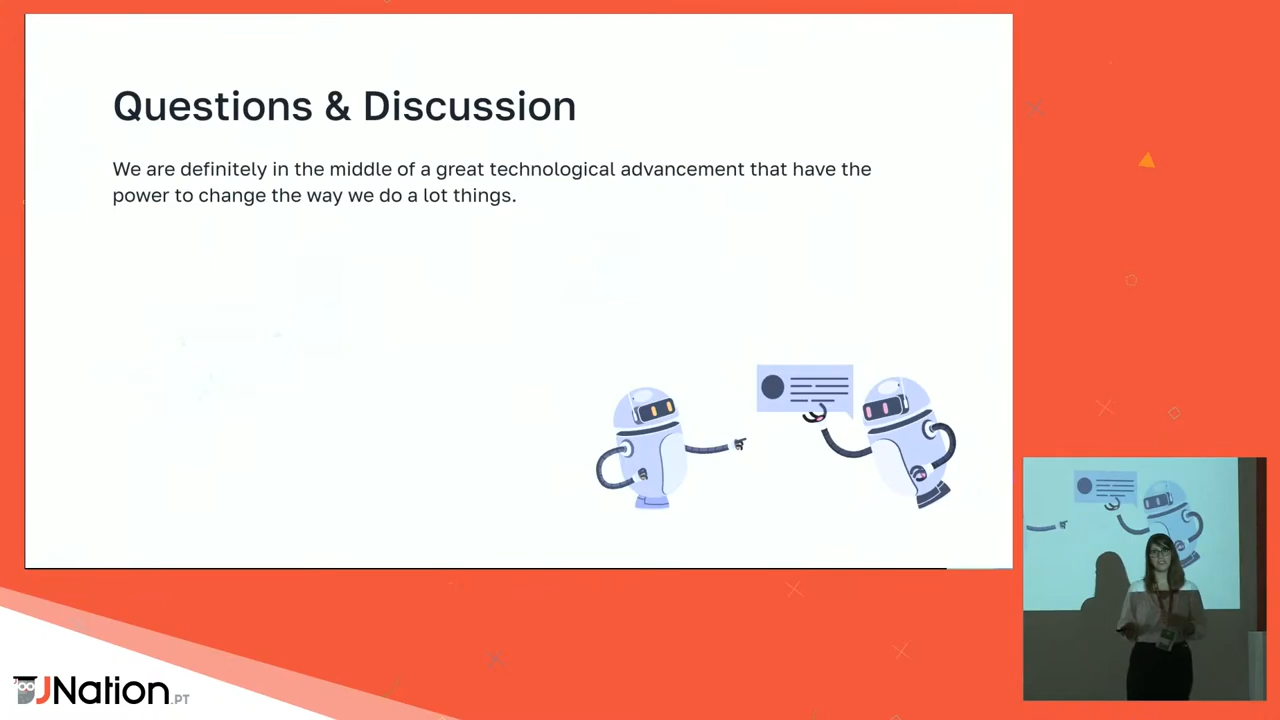 Questions & Discussion
We are definitely in the middle of a great technological advancement that have the
power to change the way we do a lot things.
JNation.PT